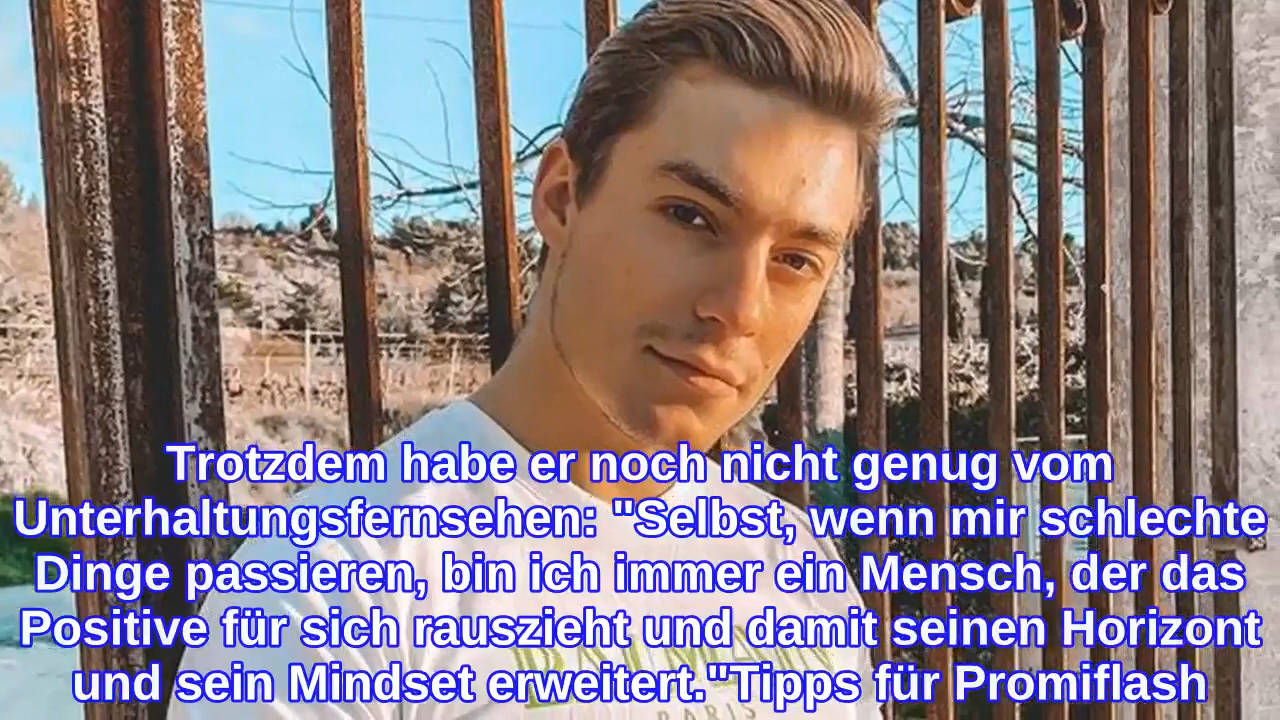 Trotzdem habe er noch nicht genug vom
Unterhaltungsfernsehen: "Selbst, wenn mir schlechte
Dinge passieren, bin ich immer ein Mensch, der das
Positive für sich rauszieht und damit seinen Horizont
und sein Mindset erweitert."Tipps für Promiflash
PARIS